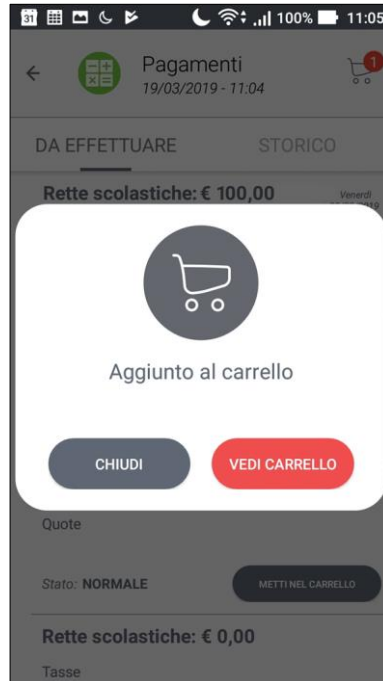 31 100% 11:05
Pagamenti 1
19/03/2019 - 11:04
DA EFFETTUARE STORICO
Rette scolastiche: € 100,00 Venerdì
Aggiunto al carrello
CHIUDI VEDI CARRELLO
Quote
Stato: NORMALE METTI NEL CARRELLO
Rette scolastiche: € 0,00
Tasse